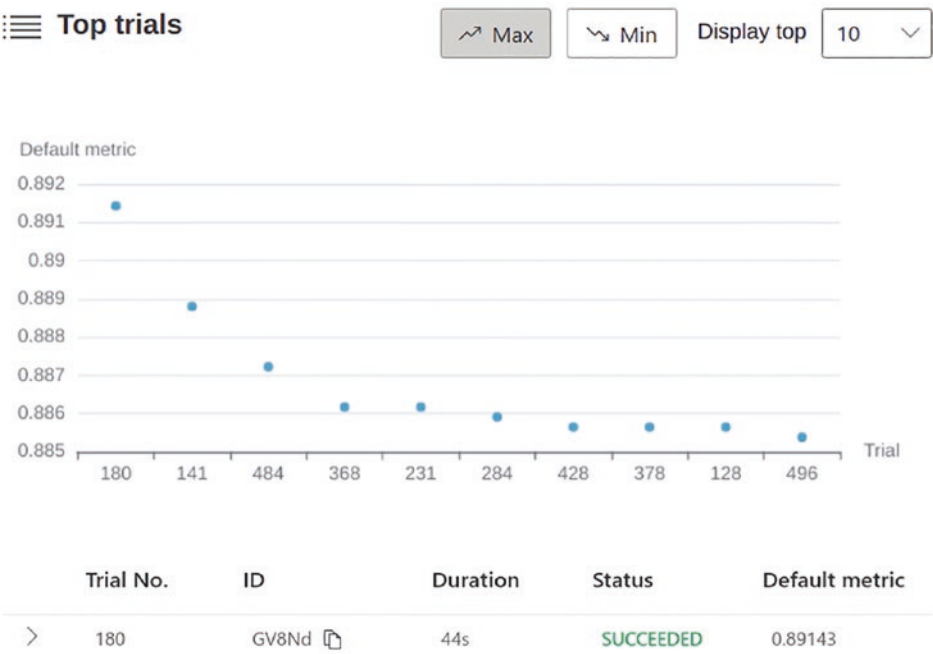 Top trials
Max
Min
Display top
10
Default metric
0.892
0.891
0.89
0.889
0.888
0.887
0.886
0.885
Trial
180 141 484 368 231 284 428 378 128 496
Trial No. ID Duration Status Default metric
180 GV8Nd 44s SUCCEEDED 0.89143